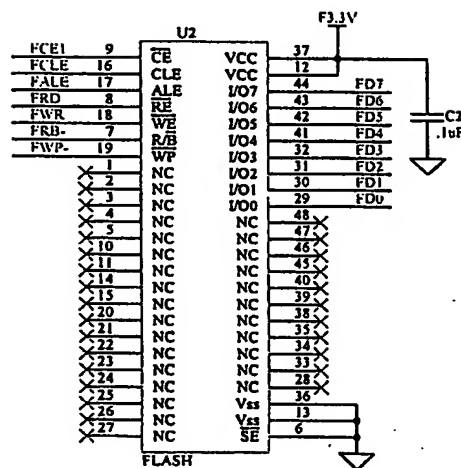 U2
F3.3V
FCE1 9 CE VCC 37
FCLE 16 CLE VCC 12
FALE 17 ALE I/O7 44 FD7
FRD 8 RE I/O6 43 FD6
FWR 18 WE I/O5 42 FD5
FRB- 7 R/B I/O4 41 FD4
FWP- 19 WP I/O3 32 FD3
1 NC I/O2 31 FD2
2 NC I/O1 30 FD1
3 NC I/O0 29 FD0
4 NC NC 48
5 NC NC 47
10 NC NC 46
11 NC NC 45
14 NC NC 40
15 NC NC 39
20 NC NC 38
21 NC NC 35
22 NC NC 34
23 NC NC 33
24 NC NC 28
25 NC Vss 36
26 NC Vss 13
27 NC SE 6
C2
.1uF
FLASH